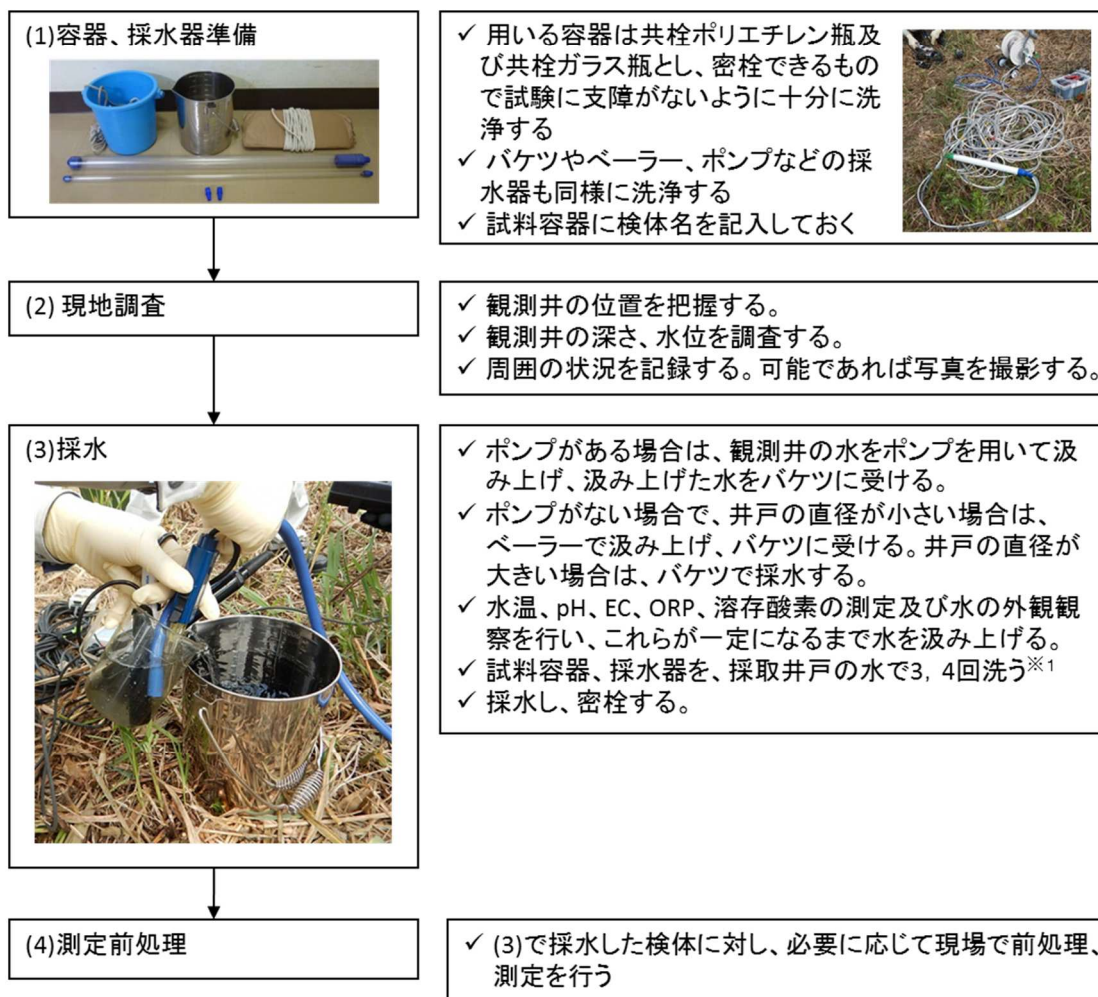 (1)容器、採水器準備
✓ 用いる容器は共栓ポリエチレン瓶及
び共栓ガラス瓶とし、密栓できるもの
で試験に支障がないように十分に洗
浄する
✓ バケツやベーラー、ポンプなどの採
水器も同様に洗浄する
✓ 試料容器に検体名を記入しておく
(2) 現地調査
✓ 観測井の位置を把握する。
✓ 観測井の深さ、水位を調査する。
✓ 周囲の状況を記録する。可能であれば写真を撮影する。
(3)採水
✓ ポンプがある場合は、観測井の水をポンプを用いて汲
み上げ、汲み上げた水をバケツに受ける。
✓ ポンプがない場合で、井戸の直径が小さい場合は、
ベーラーで汲み上げ、バケツに受ける。井戸の直径が
大きい場合は、バケツで採水する。
✓ 水温、pH、EC、ORP、溶存酸素の測定及び水の外観観
察を行い、これらが一定になるまで水を汲み上げる。
✓ 試料容器、採水器を、採取井戸の水で3, 4回洗う※1
✓ 採水し、密栓する。
(4)測定前処理
✓ (3)で採水した検体に対し、必要に応じて現場で前処理、
測定を行う